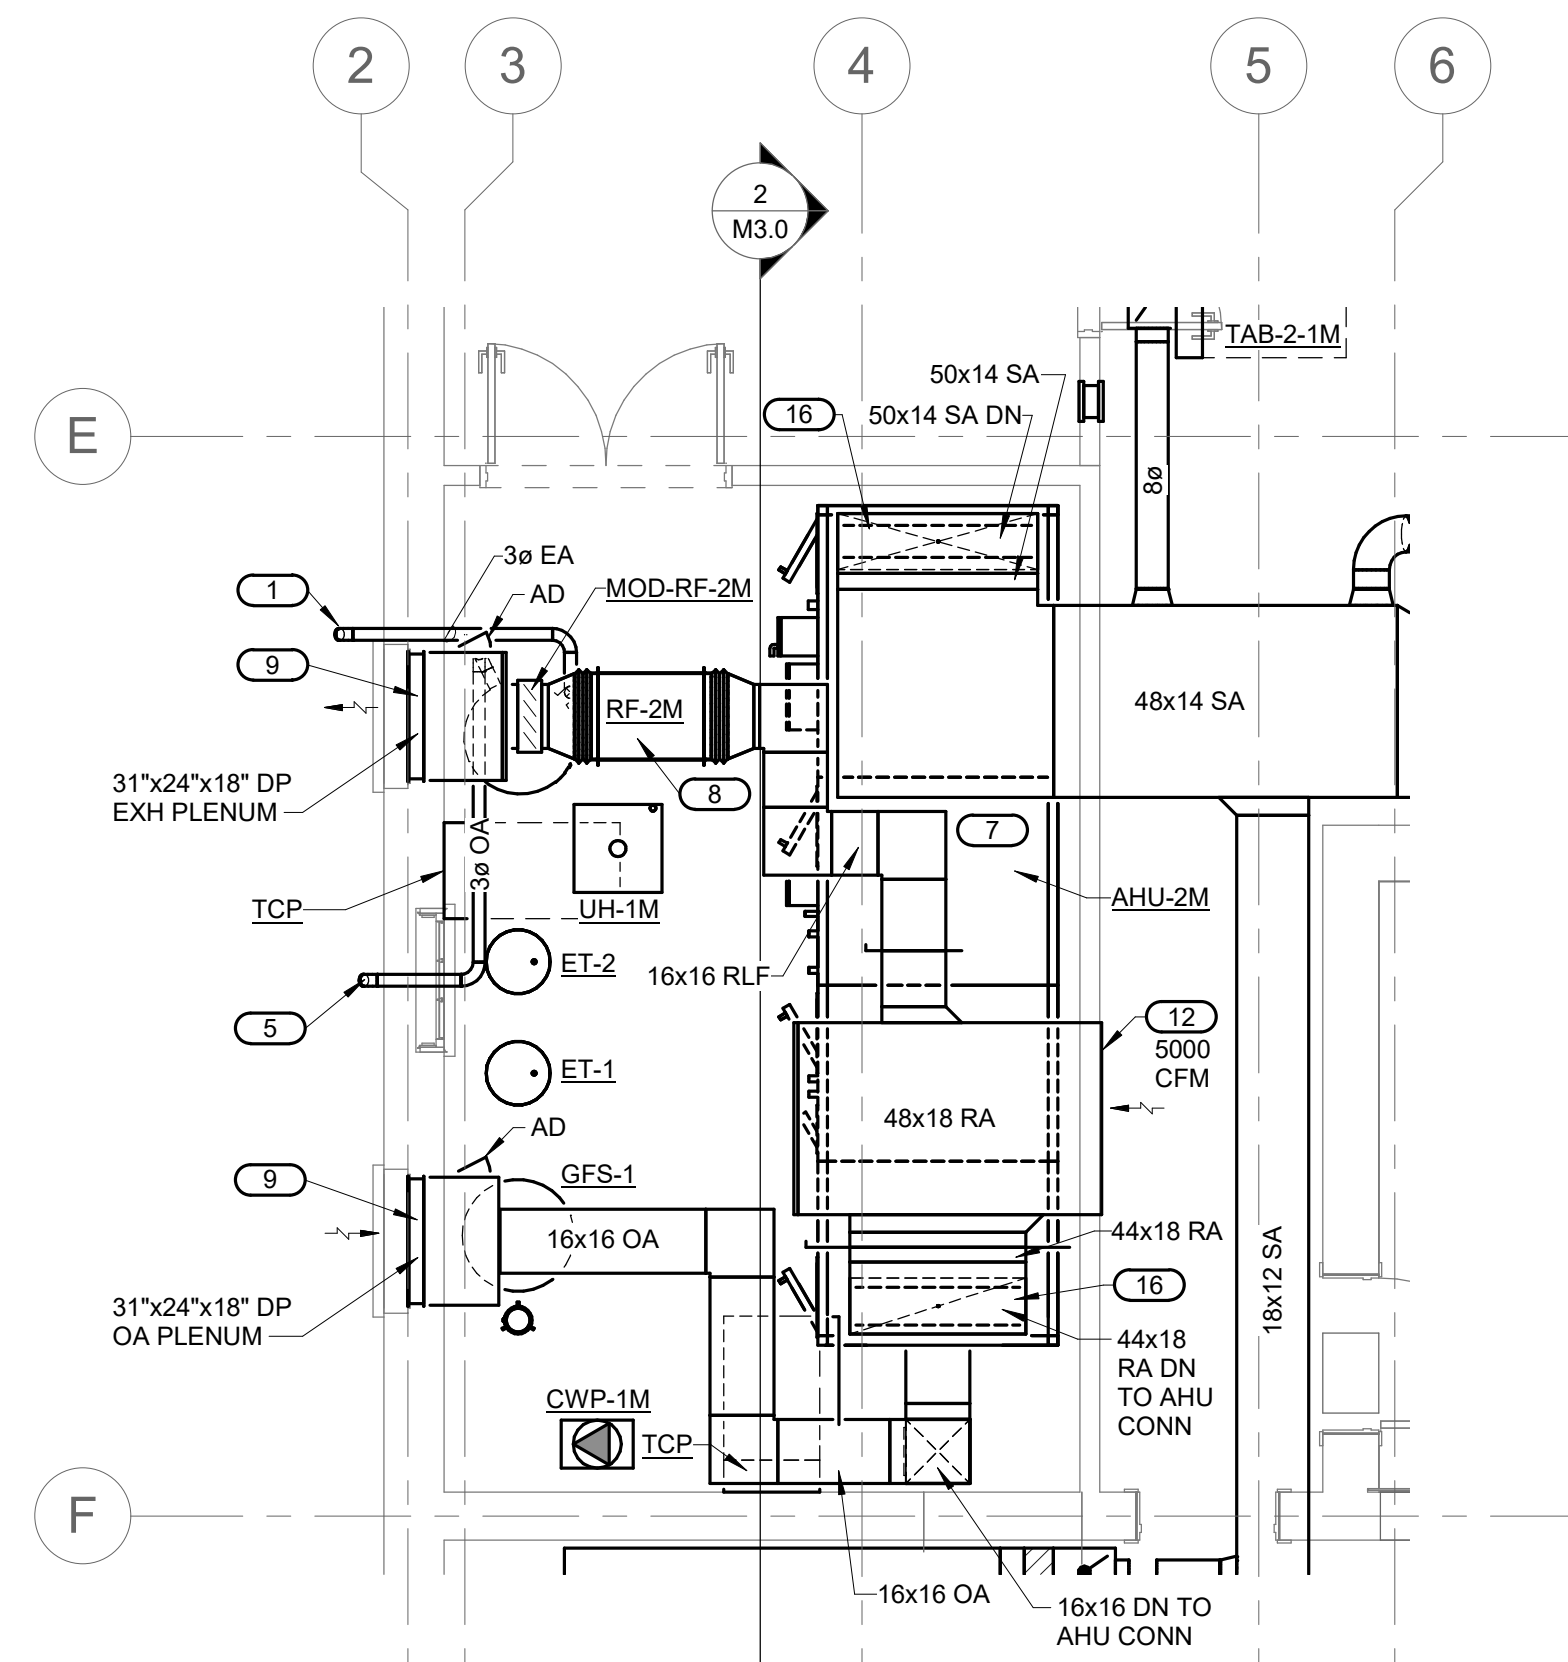 2
3
4
5
6
2
M3.0
TAB-2-1M
50x14 SA
16
50x14 SA DN
E
8ø
3ø EA
1
AD
MOD-RF-2M
9
48x14 SA
RF-2M
31"x24"x18" DP
EXH PLENUM
8
7
3ø OA
TCP
UH-1M
AHU-2M
ET-2
16x16 RLF
5
12
5000
CFM
ET-1
48x18 RA
AD
9
GFS-1
16x16 OA
44x18 RA
18x12 SA
16
31"x24"x18" DP
OA PLENUM
44x18
RA DN
TO AHU
CONN
CWP-1M
TCP
F
16x16 OA
16x16 DN TO
AHU CONN